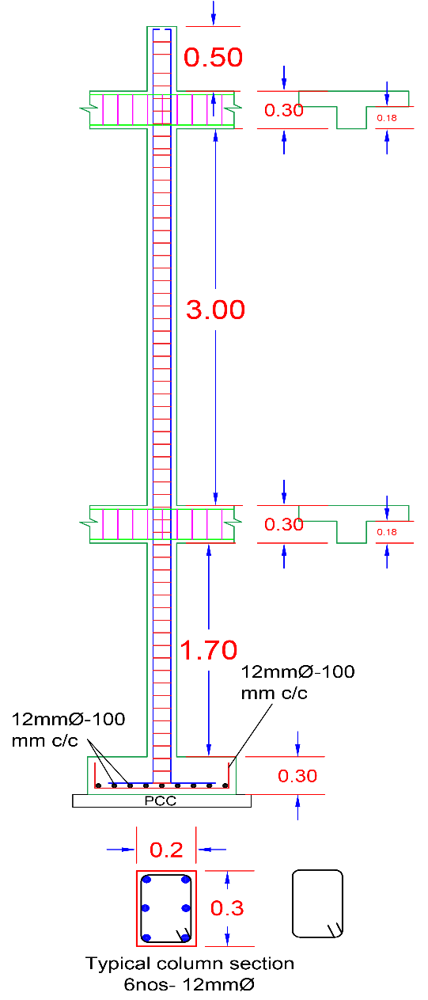 0.50
0.30
0.18
3.00
0.30
0.18
1.70
12mmØ-100
mm c/c
12mmØ-100
mm c/c
0.30
PCC
0.2
0.3
Typical column section
6nos- 12mmØ